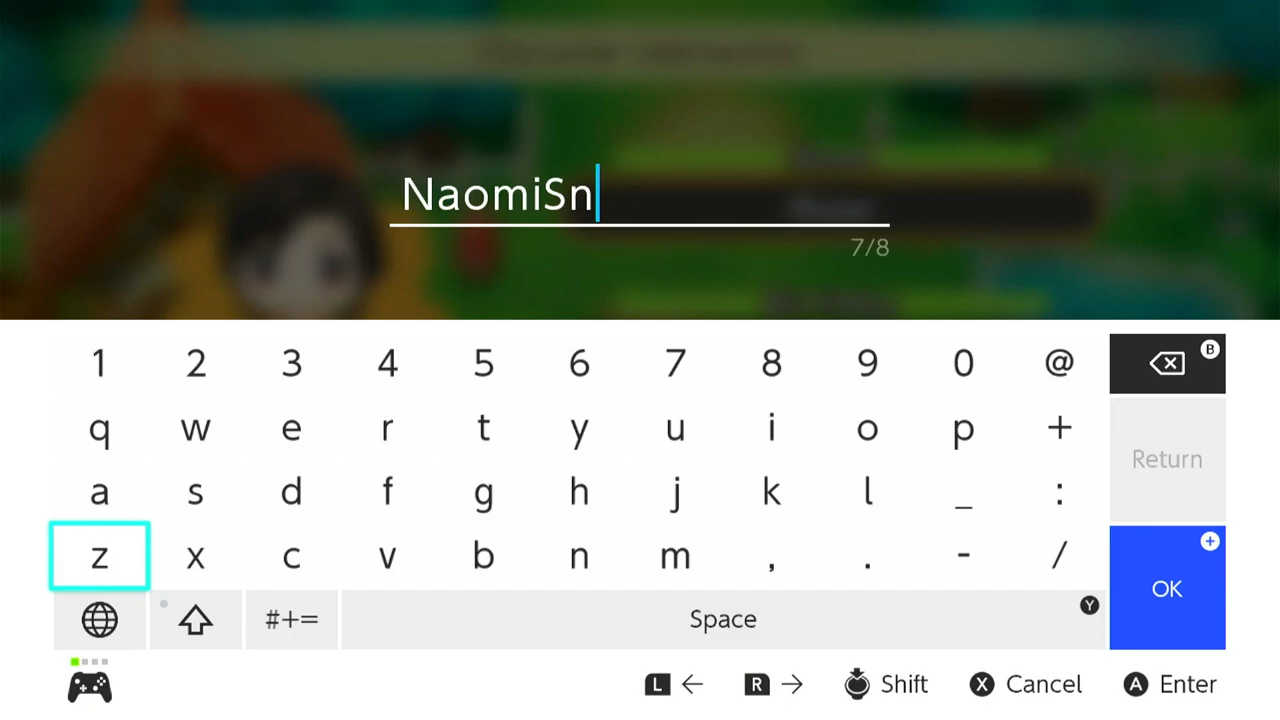 NaomiSn
7/8
1 2 3 4 5 6 7 8 9 0 @ B
q w e r t y u i o p +
Return
a s d f g h j k l _ :
z x c v b n m , . - / +
OK
#+= Space Y
L ← R → Shift X Cancel A Enter